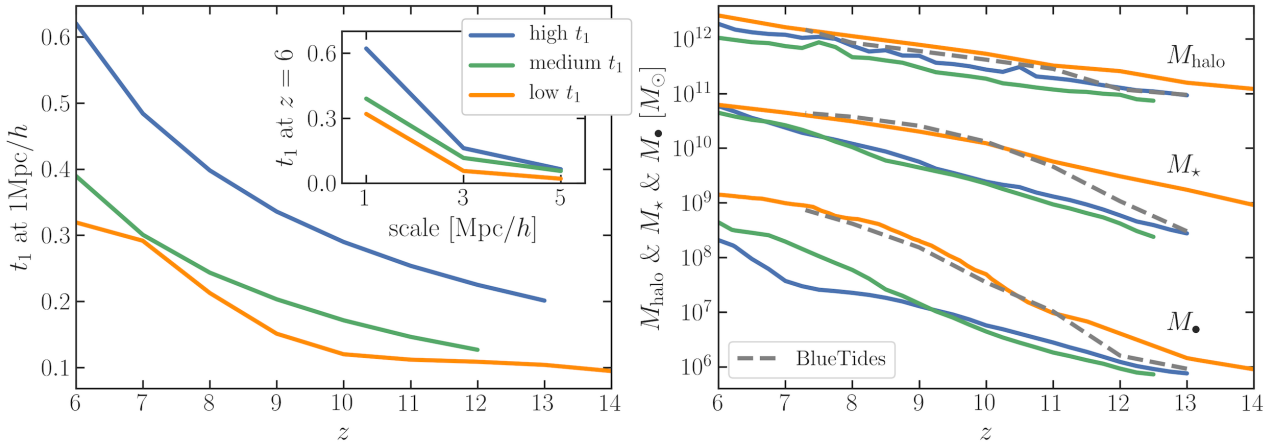 t₁ at 1Mpc/h
0.6
0.5
0.4
0.3
0.2
0.1
6 7 8 9 10 11 12 13 14
z
t₁ at z = 6
0.6
0.3
0.0
1 3 5
scale [Mpc/h]
high t₁
medium t₁
low t₁
M_halo & M⋆ & M• [M⊙]
10¹²
10¹¹
10¹⁰
10⁹
10⁸
10⁷
10⁶
M_halo
M⋆
M•
BlueTides
6 7 8 9 10 11 12 13 14
z